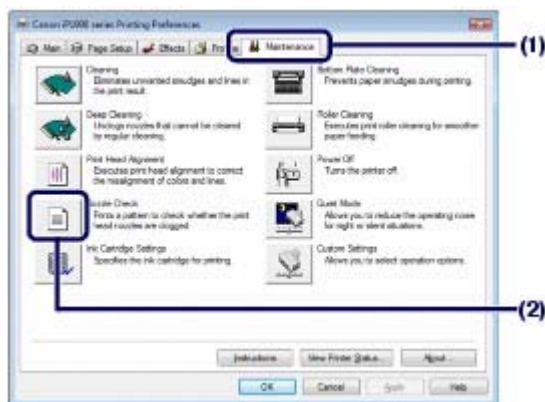 Canon iP1900 series Printing Preferences
Main
Page Setup
Effects
Maintenance
(1)
Cleaning
Eliminates unwanted smudges and lines in
the print result.
Bottom Plate Cleaning
Prevents paper smudges during printing.
Deep Cleaning
Unclogs nozzles that cannot be cleared
by regular cleaning.
Roller Cleaning
Executes print roller cleaning for smoother
paper feeding.
Print Head Alignment
Executes print head alignment to correct
the misalignment of colors and lines.
Power Off
Turns the printer off.
Nozzle Check
Prints a pattern to check whether the print
head nozzles are clogged.
Quiet Mode
Allows you to reduce the operating noise
for night or silent situations.
Ink Cartridge Settings
Specifies the ink cartridge for printing.
Custom Settings
Allows you to select operation options.
(2)
Instructions
View Printer Status...
About...
OK
Cancel
Apply
Help